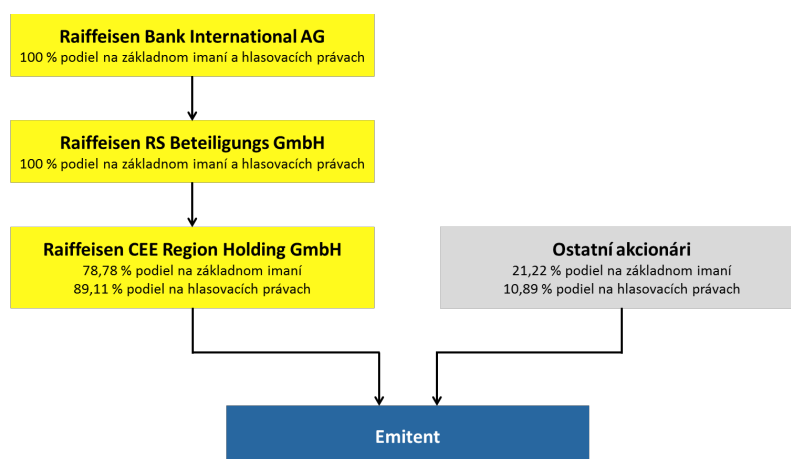 Raiffeisen Bank International AG
100 % podiel na základnom imaní a hlasovacích právach
Raiffeisen RS Beteiligungs GmbH
100 % podiel na základnom imaní a hlasovacích právach
Raiffeisen CEE Region Holding GmbH
78,78 % podiel na základnom imaní
89,11 % podiel na hlasovacích právach
Ostatní akcionári
21,22 % podiel na základnom imaní
10,89 % podiel na hlasovacích právach
Emitent